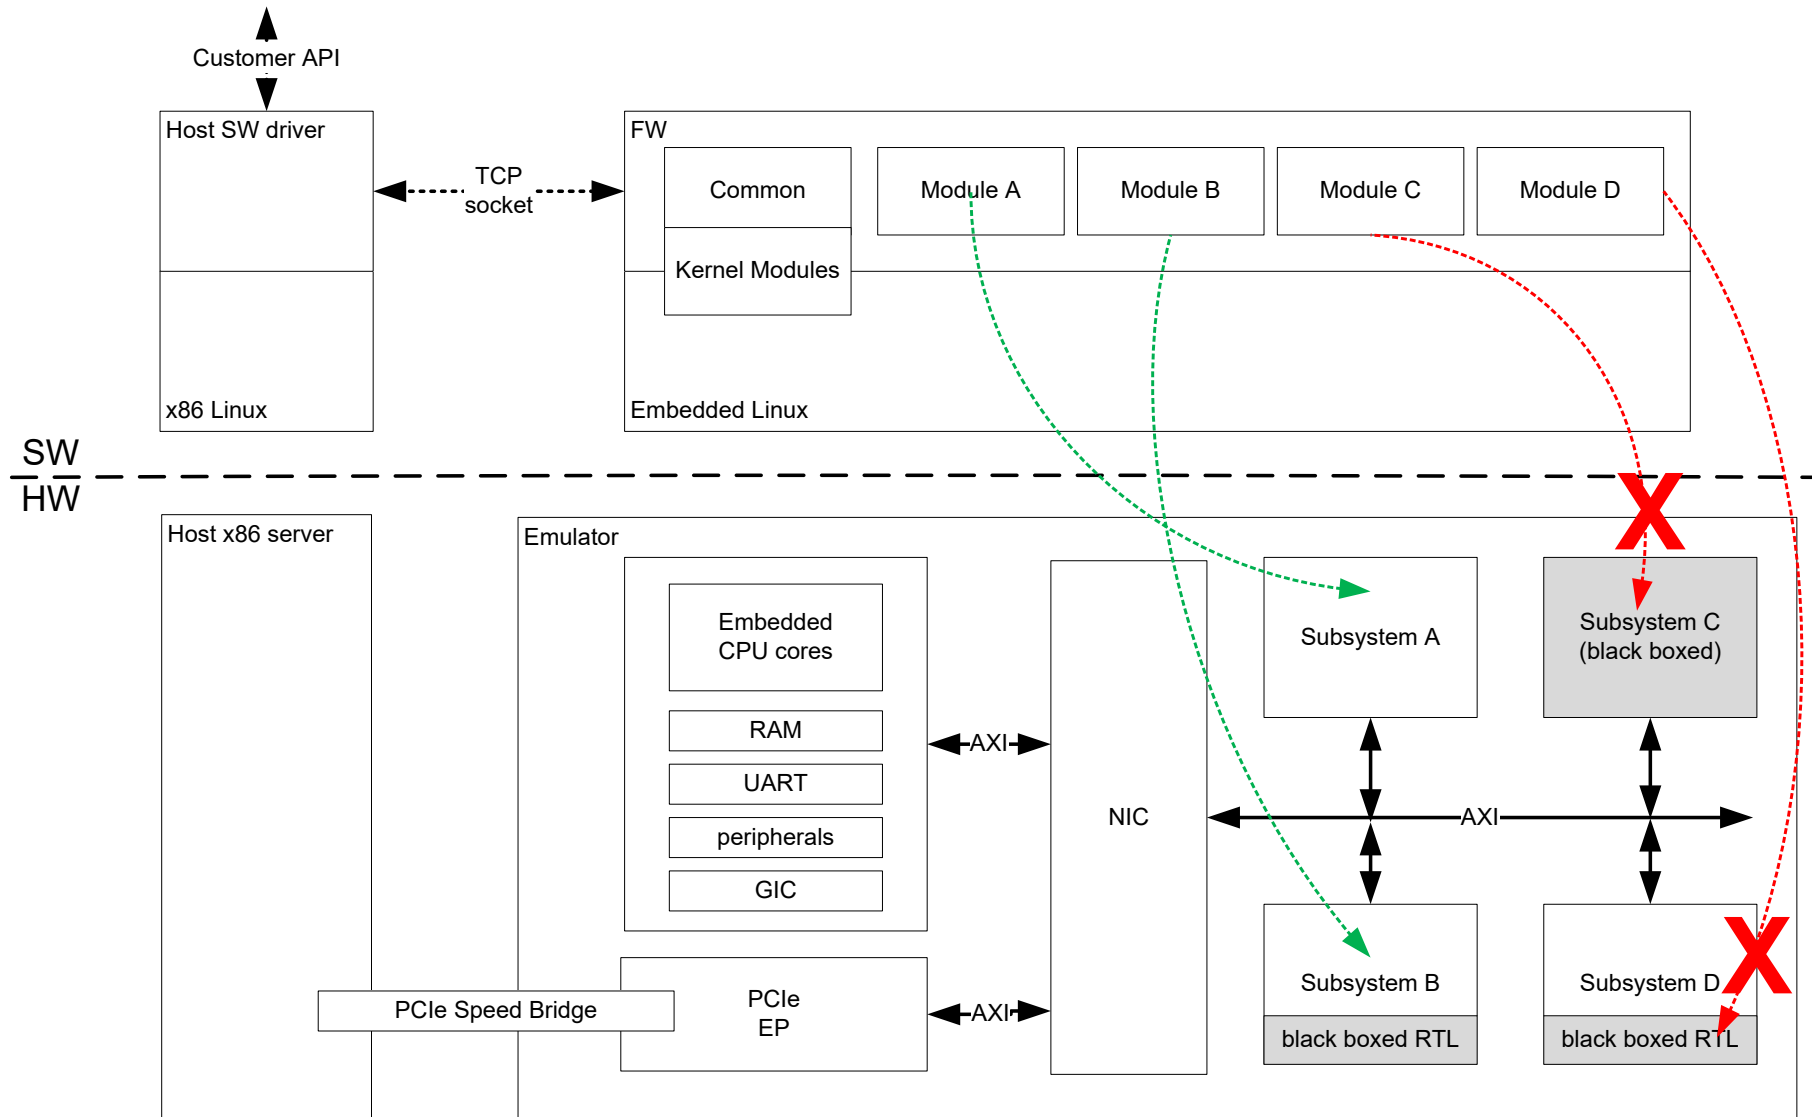 Customer API
Host SW driver
x86 Linux
TCP
socket
FW
Common
Kernel Modules
Module A
Module B
Module C
Module D
Embedded Linux
SW
HW
Host x86 server
Emulator
Embedded
CPU cores
RAM
UART
peripherals
GIC
PCIe Speed Bridge
PCIe
EP
AXI
AXI
NIC
AXI
Subsystem A
Subsystem C
(black boxed)
X
Subsystem B
black boxed RTL
Subsystem D
black boxed RTL
X